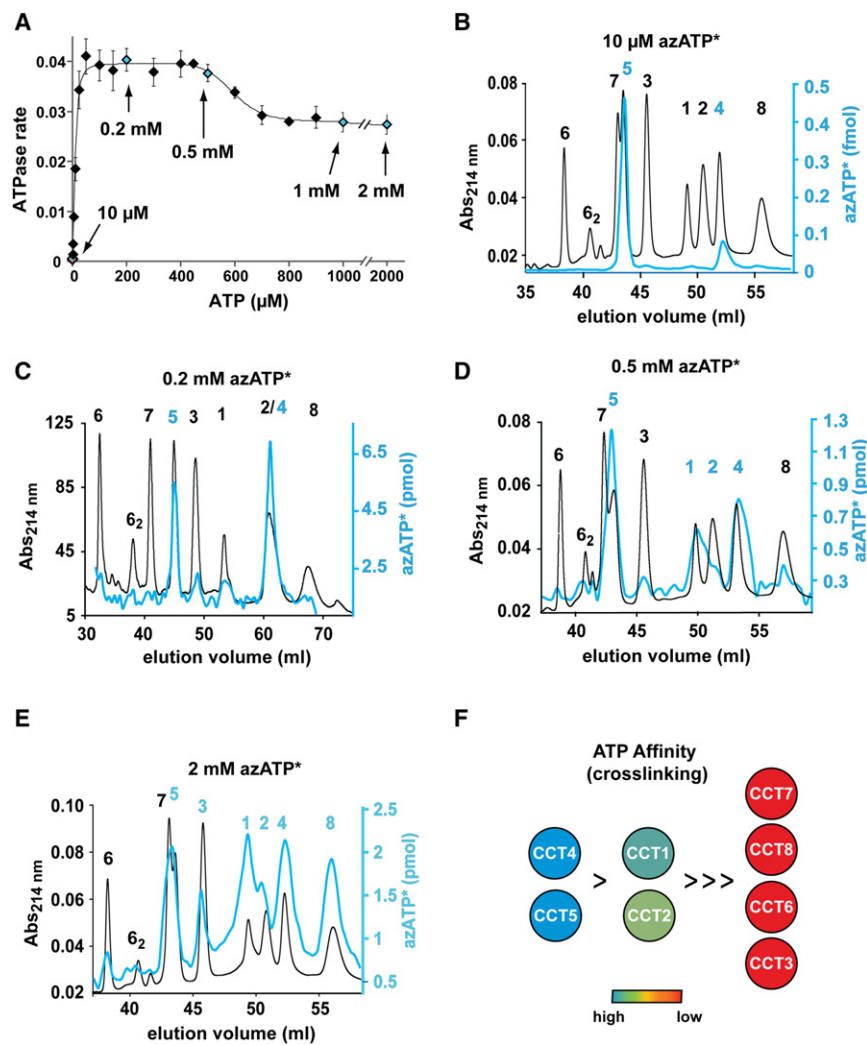 A
ATPase rate
0.04
0.03
0.02
0.01
0
0.2 mM
0.5 mM
1 mM
2 mM
10 µM
0 200 400 600 800 1000 2000
ATP (µM)
B
10 µM azATP*
Abs214 nm
0.08
0.06
0.04
0.02
6
6₂
7
5
3
1
2
4
8
0.5
0.4
0.3
0.2
0.1
0
azATP* (fmol)
35 40 45 50 55
elution volume (ml)
C
0.2 mM azATP*
Abs214 nm
125
85
45
5
6
6₂
7
5
3
1
2/4
8
6.5
4.5
2.5
azATP* (pmol)
30 40 50 60 70
elution volume (ml)
D
0.5 mM azATP*
Abs214 nm
0.08
0.06
0.04
0.02
6
6₂
7
5
3
1
2
4
8
1.3
1.1
0.9
0.7
0.5
0.3
azATP* (pmol)
40 45 50 55
elution volume (ml)
E
2 mM azATP*
Abs214 nm
0.10
0.08
0.06
0.04
0.02
6
6₂
7
5
3
1
2
4
8
2.5
2
1.5
1
0.5
azATP* (pmol)
40 45 50 55
elution volume (ml)
F
ATP Affinity
(crosslinking)
CCT4
CCT5
>
CCT1
CCT2
>>>
CCT7
CCT8
CCT6
CCT3
high low